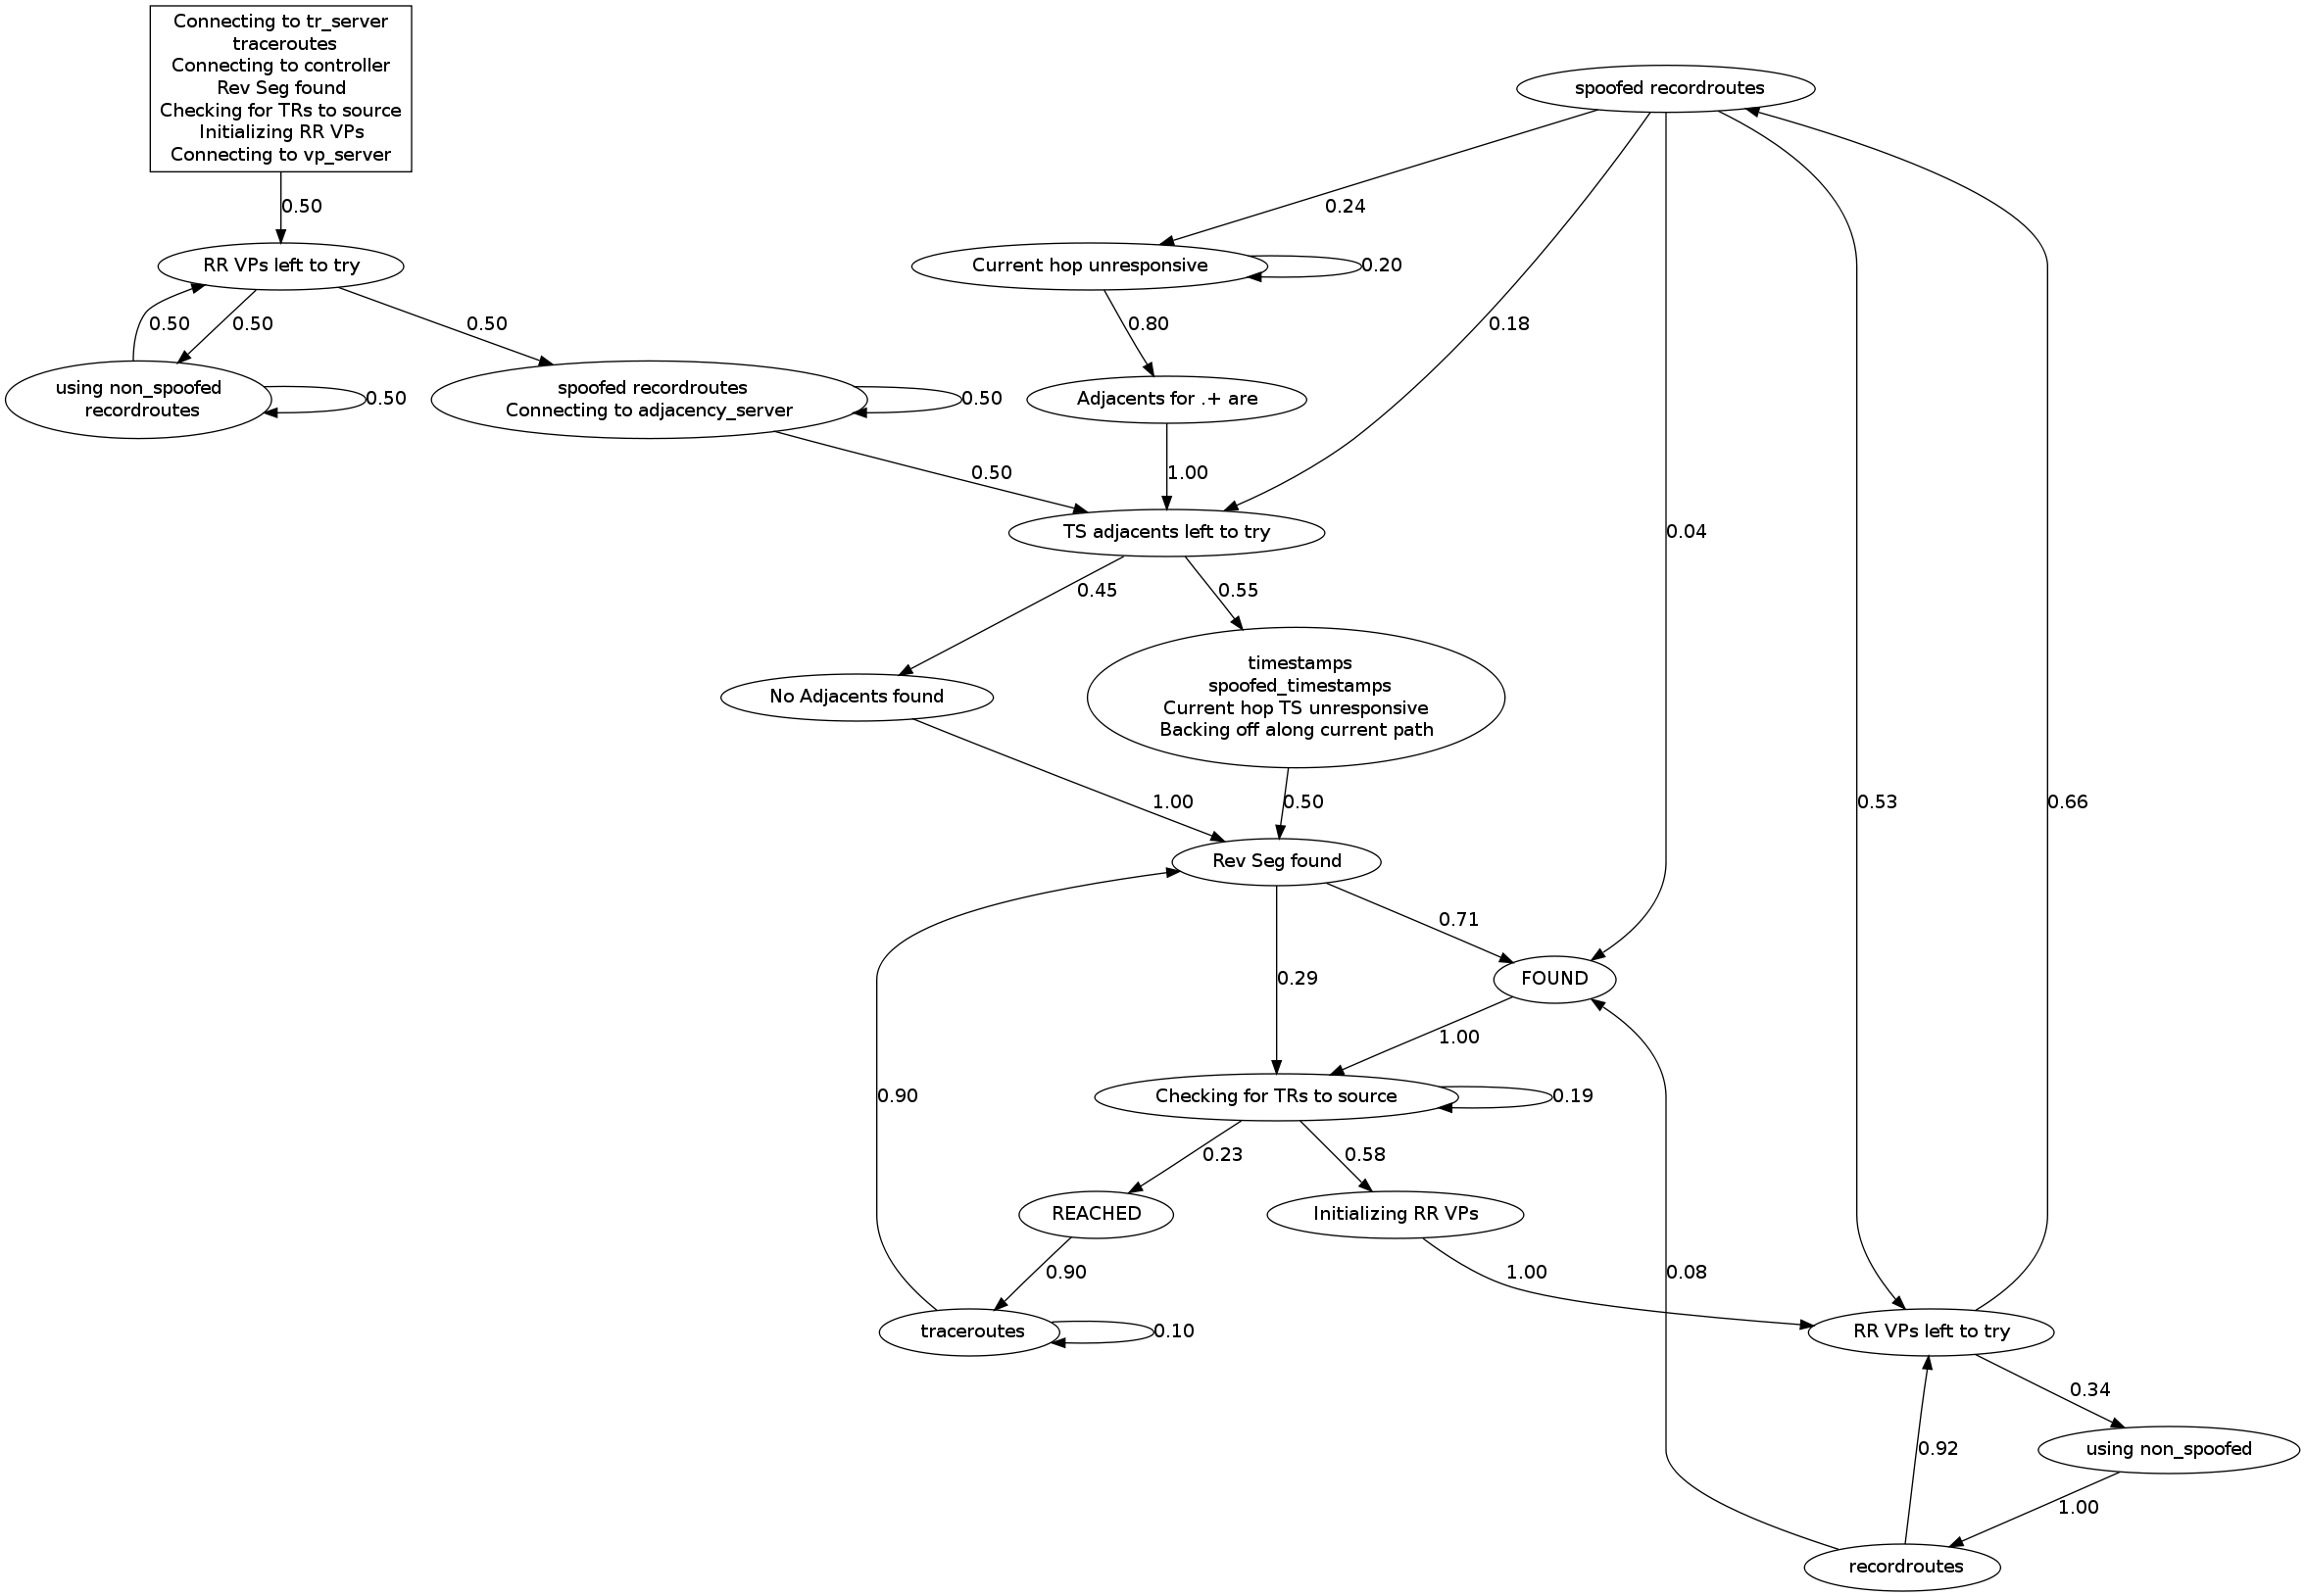 Connecting to tr_server
traceroutes
Connecting to controller
Rev Seg found
Checking for TRs to source
Initializing RR VPs
Connecting to vp_server
spoofed recordroutes
0.50
0.24
RR VPs left to try
Current hop unresponsive
0.20
0.50
0.50
0.50
0.80
0.18
using non_spoofed
recordroutes
0.50
spoofed recordroutes
Connecting to adjacency_server
0.50
Adjacents for .+ are
0.50
1.00
TS adjacents left to try
0.04
0.45
0.55
No Adjacents found
timestamps
spoofed_timestamps
Current hop TS unresponsive
Backing off along current path
1.00
0.50
0.53
0.66
Rev Seg found
0.71
0.29
FOUND
1.00
0.90
Checking for TRs to source
0.19
0.23
0.58
REACHED
Initializing RR VPs
0.90
1.00
0.08
traceroutes
0.10
RR VPs left to try
0.34
0.92
using non_spoofed
1.00
recordroutes